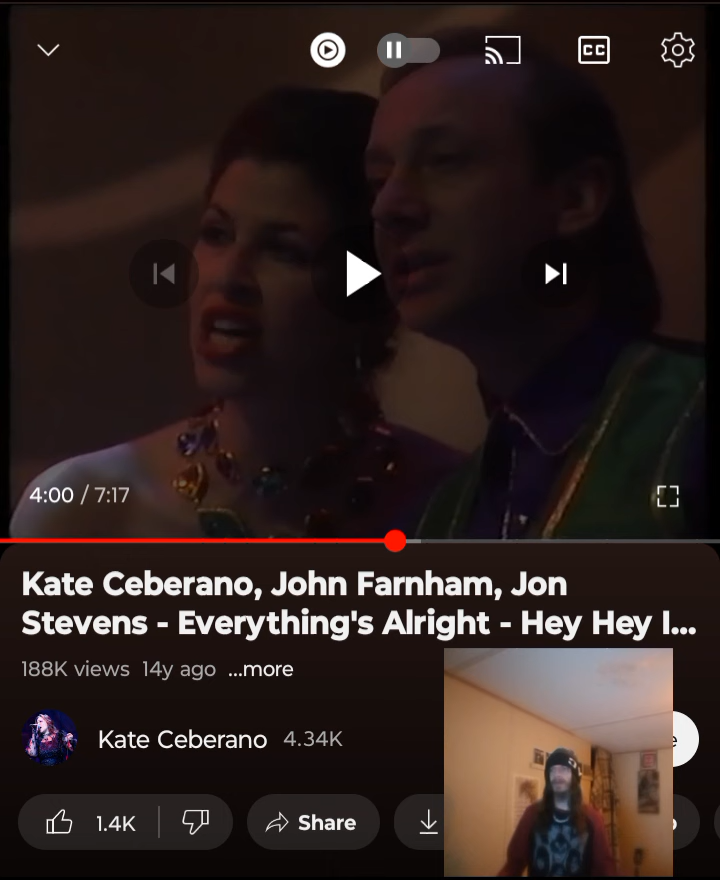 CC
4:00 / 7:17
Kate Ceberano, John Farnham, Jon
Stevens - Everything's Alright - Hey Hey I...
188K views 14y ago ...more
Kate Ceberano 4.34K
1.4K Share